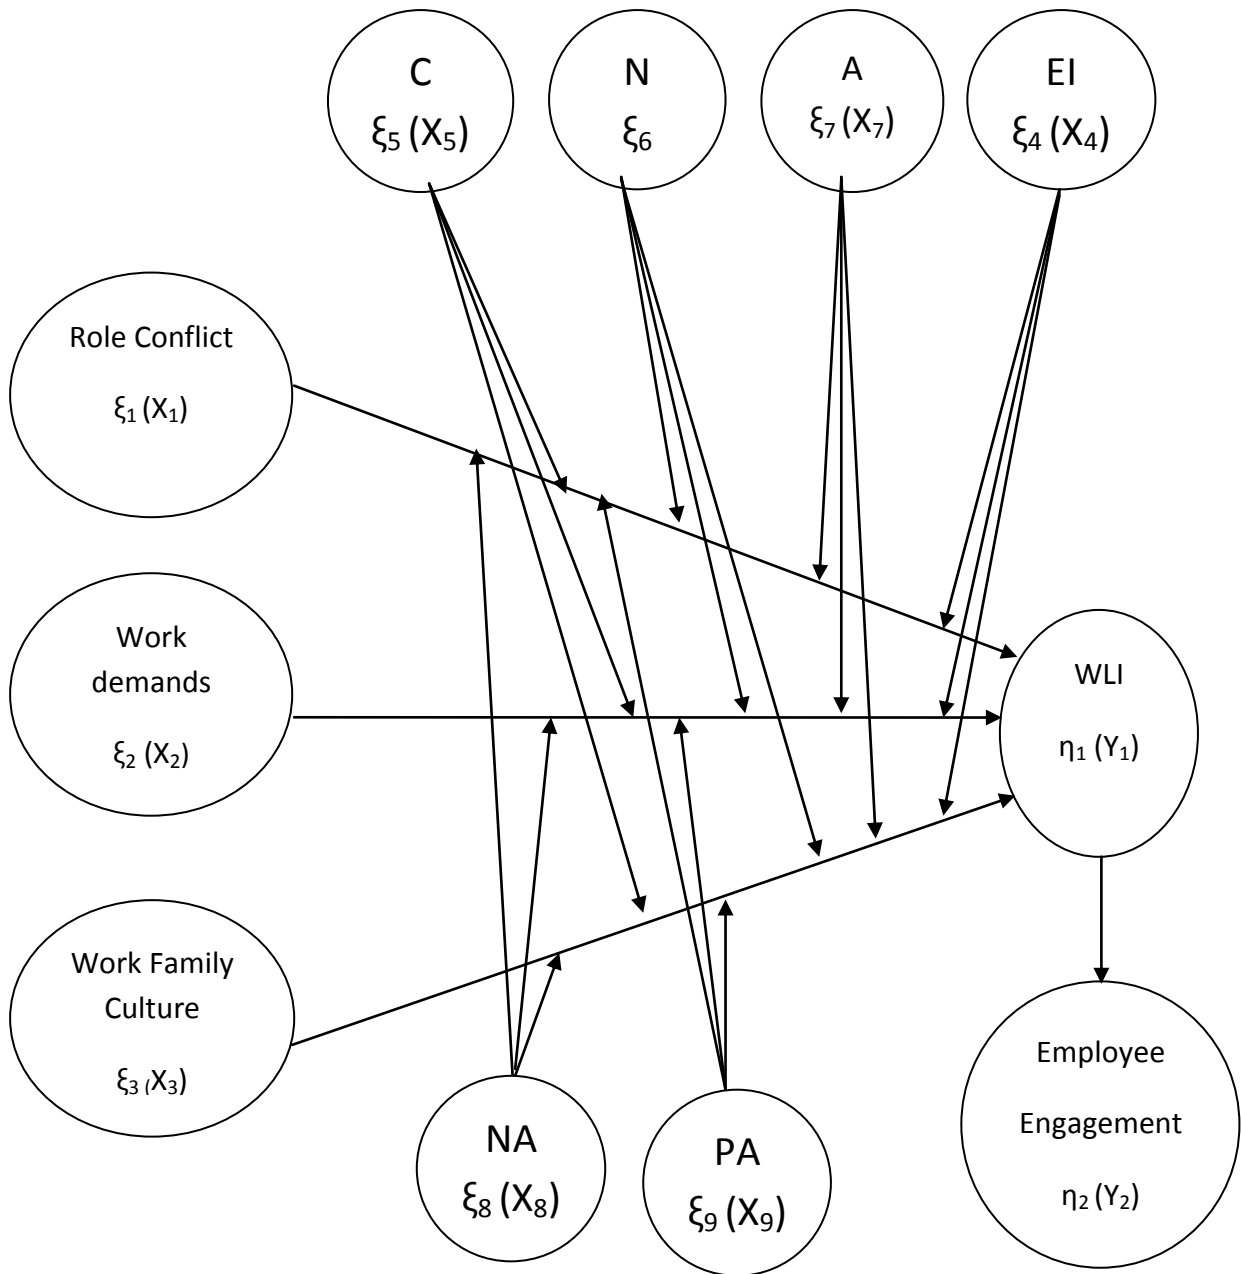 C
ξ₅ (X₅)
N
ξ₆
A
ξ₇ (X₇)
EI
ξ₄ (X₄)
Role Conflict
ξ₁ (X₁)
Work
demands
ξ₂ (X₂)
WLI
η₁ (Y₁)
Work Family
Culture
ξ₃ (X₃)
Employee
Engagement
η₂ (Y₂)
NA
ξ₈ (X₈)
PA
ξ₉ (X₉)